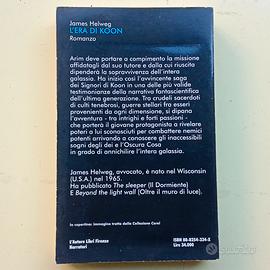 James Helweg
L'ERA DI KOON
Romanzo
Arim deve portare a compimento la missione
affidatagli dal suo tutore e dalla cui riuscita
dipenderà la sopravvivenza dell'intera
galassia. Ha inizio così l'avvincente saga
dei Signori di Koon in una delle più valide
testimonianze della narrativa fantascientifica
dell'ultima generazione. Tra crudeli sacerdoti
di culti tenebrosi, guerre stellari fra esseri
provenienti da ogni dimensione, si dipana
l'avventura - tra intrighi e forti passioni -
che porterà il giovane protagonista a rivelare
poteri a lui sconosciuti per combattere nemici
potenti arrivando a conoscere gli inaccessibili
sogni degli dei e l'Oscura Cosa
in grado di annichilire l'intera galassia.
James Helweg, avvocato, è nato nel Wisconsin
(U.S.A.) nel 1965.
Ha pubblicato The sleeper (Il Dormiente)
E Beyond the light wall (Oltre il muro di luce).
In copertina: immagine tratta dalla Collezione Corel
L'Autore Libri Firenze
Narratori
ISBN 88-8254-334-3
Lire 24.000
subito